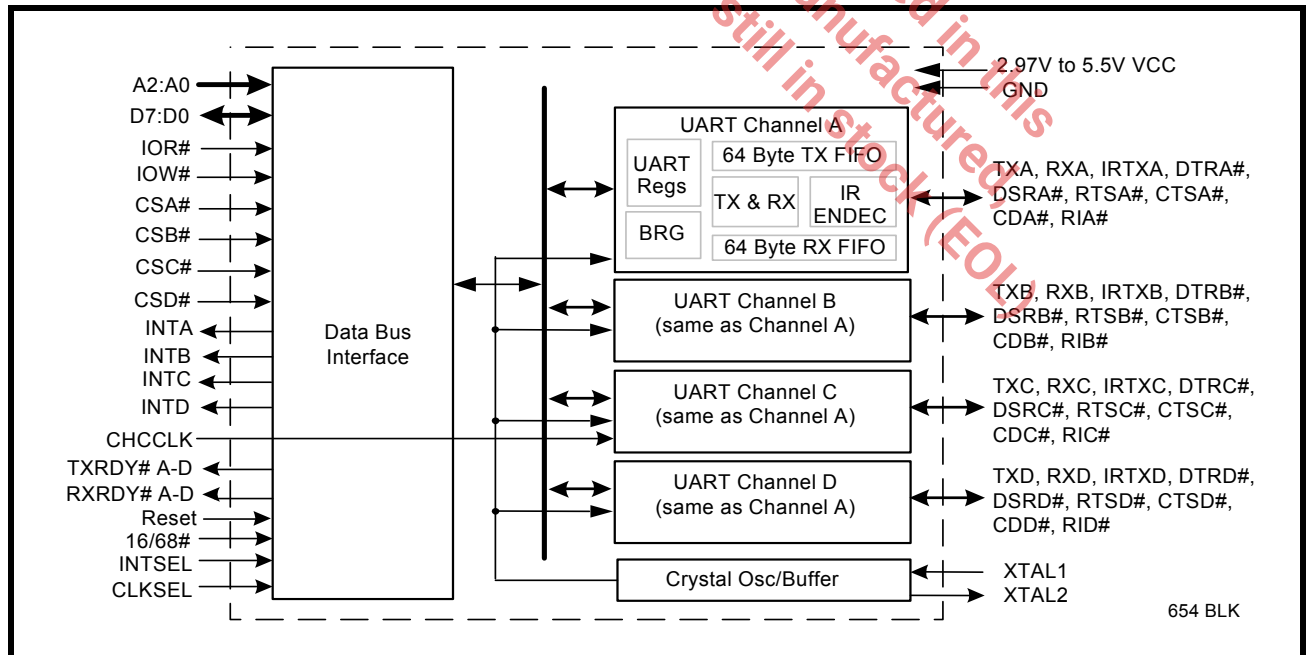 A2:A0
D7:D0
IOR#
IOW#
CSA#
CSB#
CSC#
CSD#
INTA
INTB
INTC
INTD
CHCCLK
TXRDY# A-D
RXRDY# A-D
Reset
16/68#
INTSEL
CLKSEL
Data Bus
Interface
UART Channel A
UART
Regs
BRG
64 Byte TX FIFO
TX & RX
IR
ENDEC
64 Byte RX FIFO
UART Channel B
(same as Channel A)
UART Channel C
(same as Channel A)
UART Channel D
(same as Channel A)
Crystal Osc/Buffer
2.97V to 5.5V VCC
GND
TXA, RXA, IRTXA, DTRA#,
DSRA#, RTSA#, CTSA#,
CDA#, RIA#
TXB, RXB, IRTXB, DTRB#,
DSRB#, RTSB#, CTSB#,
CDB#, RIB#
TXC, RXC, IRTXC, DTRC#,
DSRC#, RTSC#, CTSC#,
CDC#, RIC#
TXD, RXD, IRTXD, DTRD#,
DSRD#, RTSD#, CTSD#,
CDD#, RID#
XTAL1
XTAL2
654 BLK
in this
still in stock (EOL)